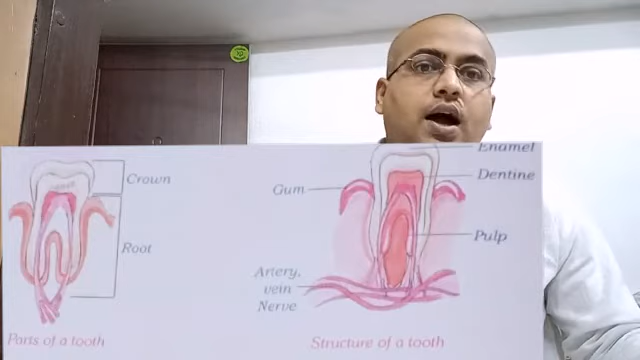 Crown
Root
Parts of a tooth
Enamel
Dentine
Gum
Pulp
Artery,
vein
Nerve
Structure of a tooth